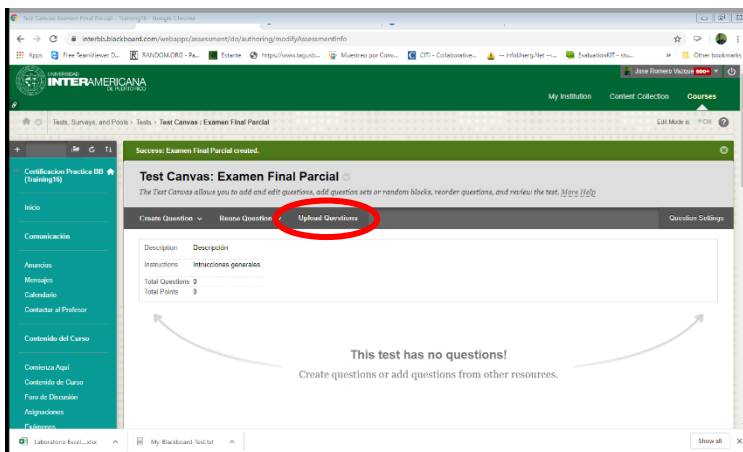 Test Canvas: Examen Final Parcial – Training16 - Google Chrome
interbb.blackboard.com/webapps/assessment/do/authoring/modifyAssessmentInfo
Apps Free TeamViewer D... RANDOM.ORG - Pa... Estante Muestreo por Conv... CITI - Collaborative... EvaluationKIT - stu... Other bookmarks
UNIVERSIDAD
INTERAMERICANA
DE PUERTO RICO
Jose Romero Vazque
My Institution Content Collection Courses
Tests, Surveys, and Pools Tests Test Canvas : Examen Final Parcial Edit Mode is:
Success: Examen Final Parcial created.
Certificacion Practice BB
(Training16)
Inicio
Comunicación
Anuncios
Mensajes
Calendario
Contactar al Profesor
Contenido del Curso
Comienza Aquí
Contenido de Curso
Foro de Discusión
Asignaciones
Exámenes
Test Canvas: Examen Final Parcial
The Test Canvas allows you to add and edit questions, add question sets or random blocks, reorder questions, and review the test. More Help
Create Question Reuse Question Upload Questions Question Settings
Description Descripción
Instructions Intrucciones generales
Total Questions 0
Total Points 0
This test has no questions!
Create questions or add questions from other resources.
Laboratorio Excel....xlsx My-Blackboard-Test.txt Show all